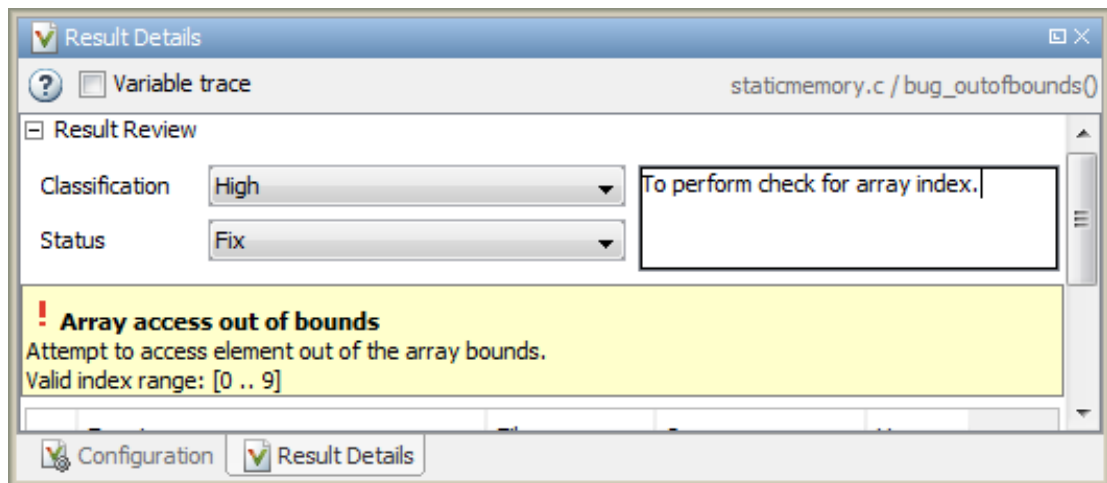 Result Details
Variable trace
staticmemory.c / bug_outofbounds()
Result Review
Classification
High
To perform check for array index.
Status
Fix
! Array access out of bounds
Attempt to access element out of the array bounds.
Valid index range: [0 .. 9]
Configuration
Result Details